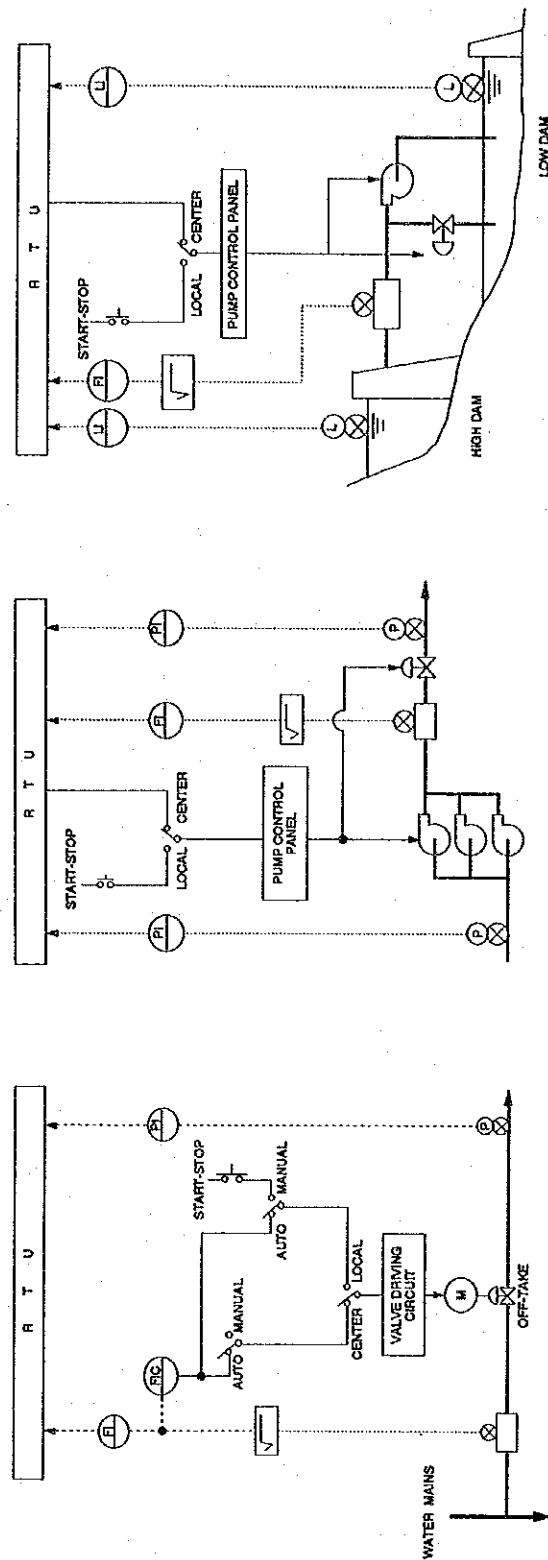 R T U
FI
FIC
PI
START-STOP
AUTO
MANUAL
AUTO
MANUAL
CENTER
LOCAL
VALVE DRIVING
CIRCUIT
M
P
WATER MAINS
OFF-TAKE
R T U
PI
FI
PI
START-STOP
LOCAL
CENTER
PUMP CONTROL
PANEL
P
P
R T U
LI
FI
LI
START-STOP
LOCAL
CENTER
PUMP CONTROL PANEL
L
L
HIGH DAM
LOW DAM